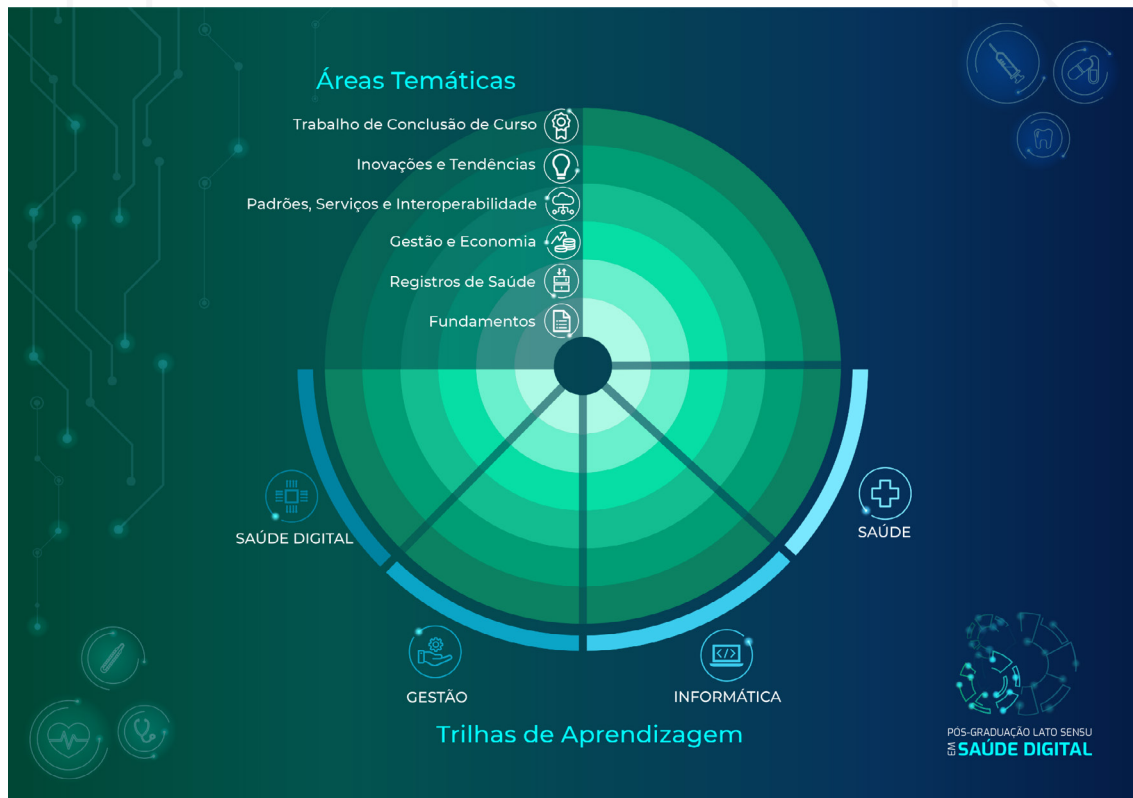 Áreas Temáticas
Trabalho de Conclusão de Curso
Inovações e Tendências
Padrões, Serviços e Interoperabilidade
Gestão e Economia
Registros de Saúde
Fundamentos
SAÚDE DIGITAL
SAÚDE
</>
GESTÃO
INFORMÁTICA
Trilhas de Aprendizagem
PÓS-GRADUAÇÃO LATO SENSU
EM SAÚDE DIGITAL